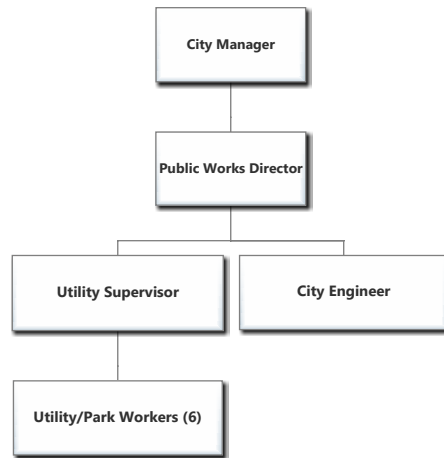 City Manager
Public Works Director
Utility Supervisor
City Engineer
Utility/Park Workers (6)